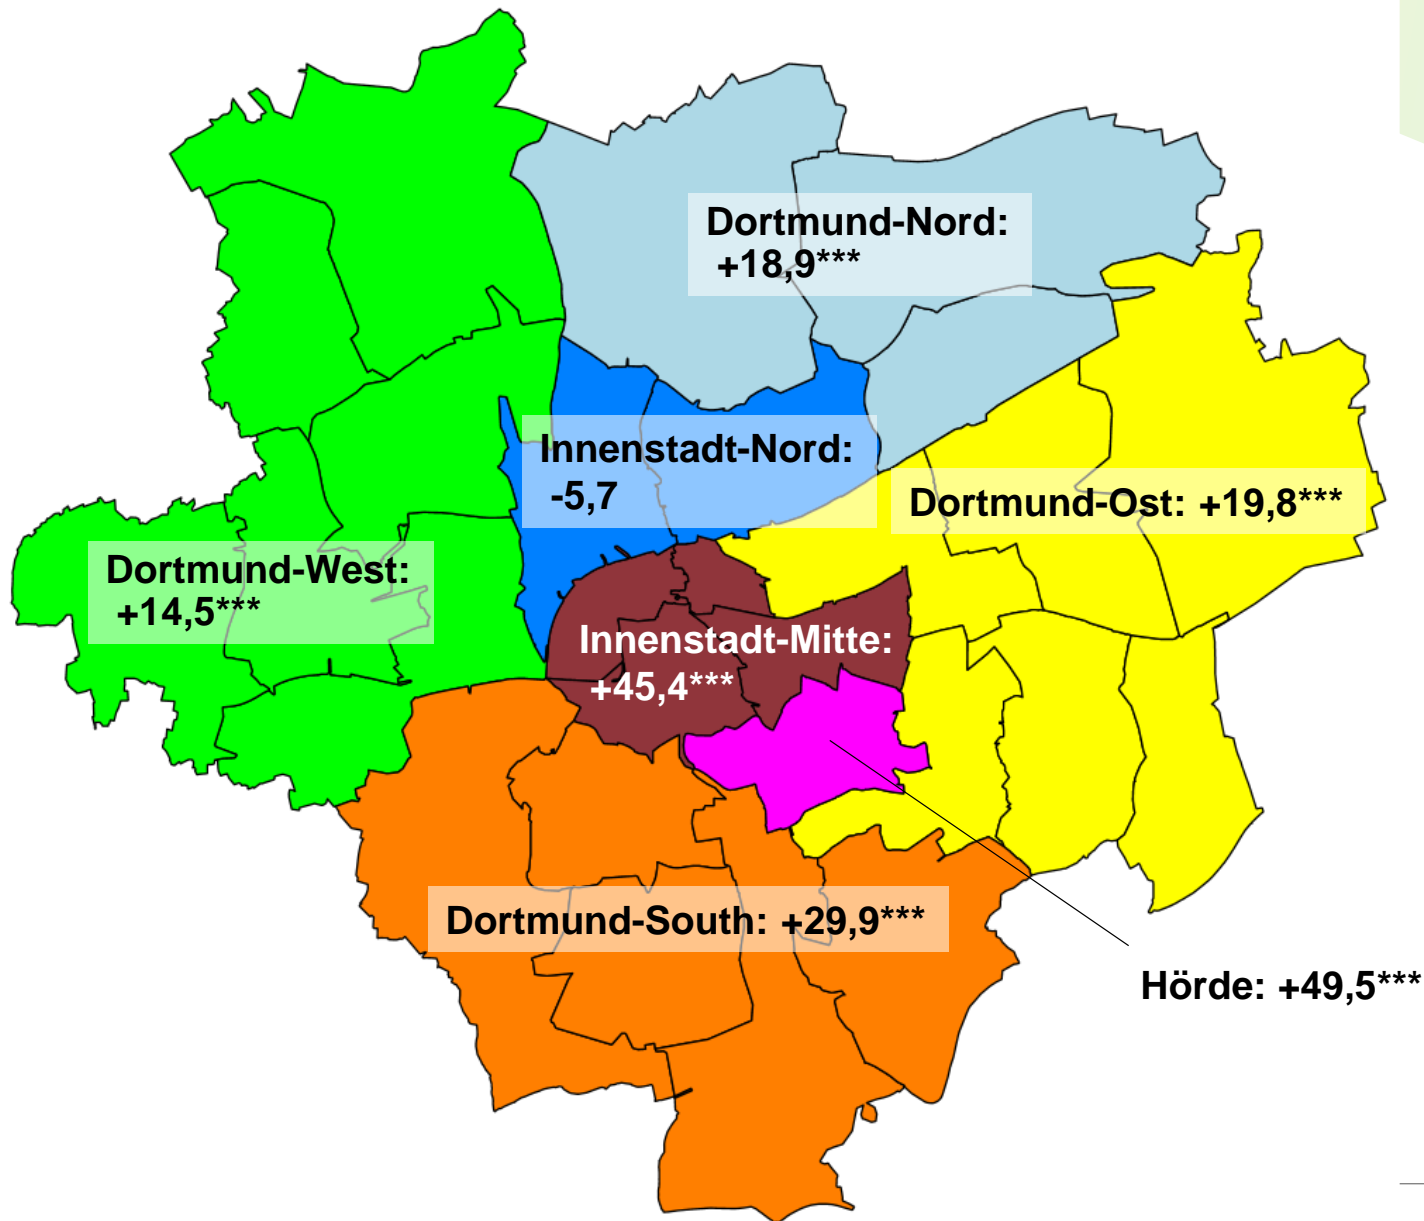 Dortmund-Nord:
+18,9***
Innenstadt-Nord:
-5,7
Dortmund-Ost: +19,8***
Dortmund-West:
+14,5***
Innenstadt-Mitte:
+45,4***
Dortmund-South: +29,9***
Hörde: +49,5***